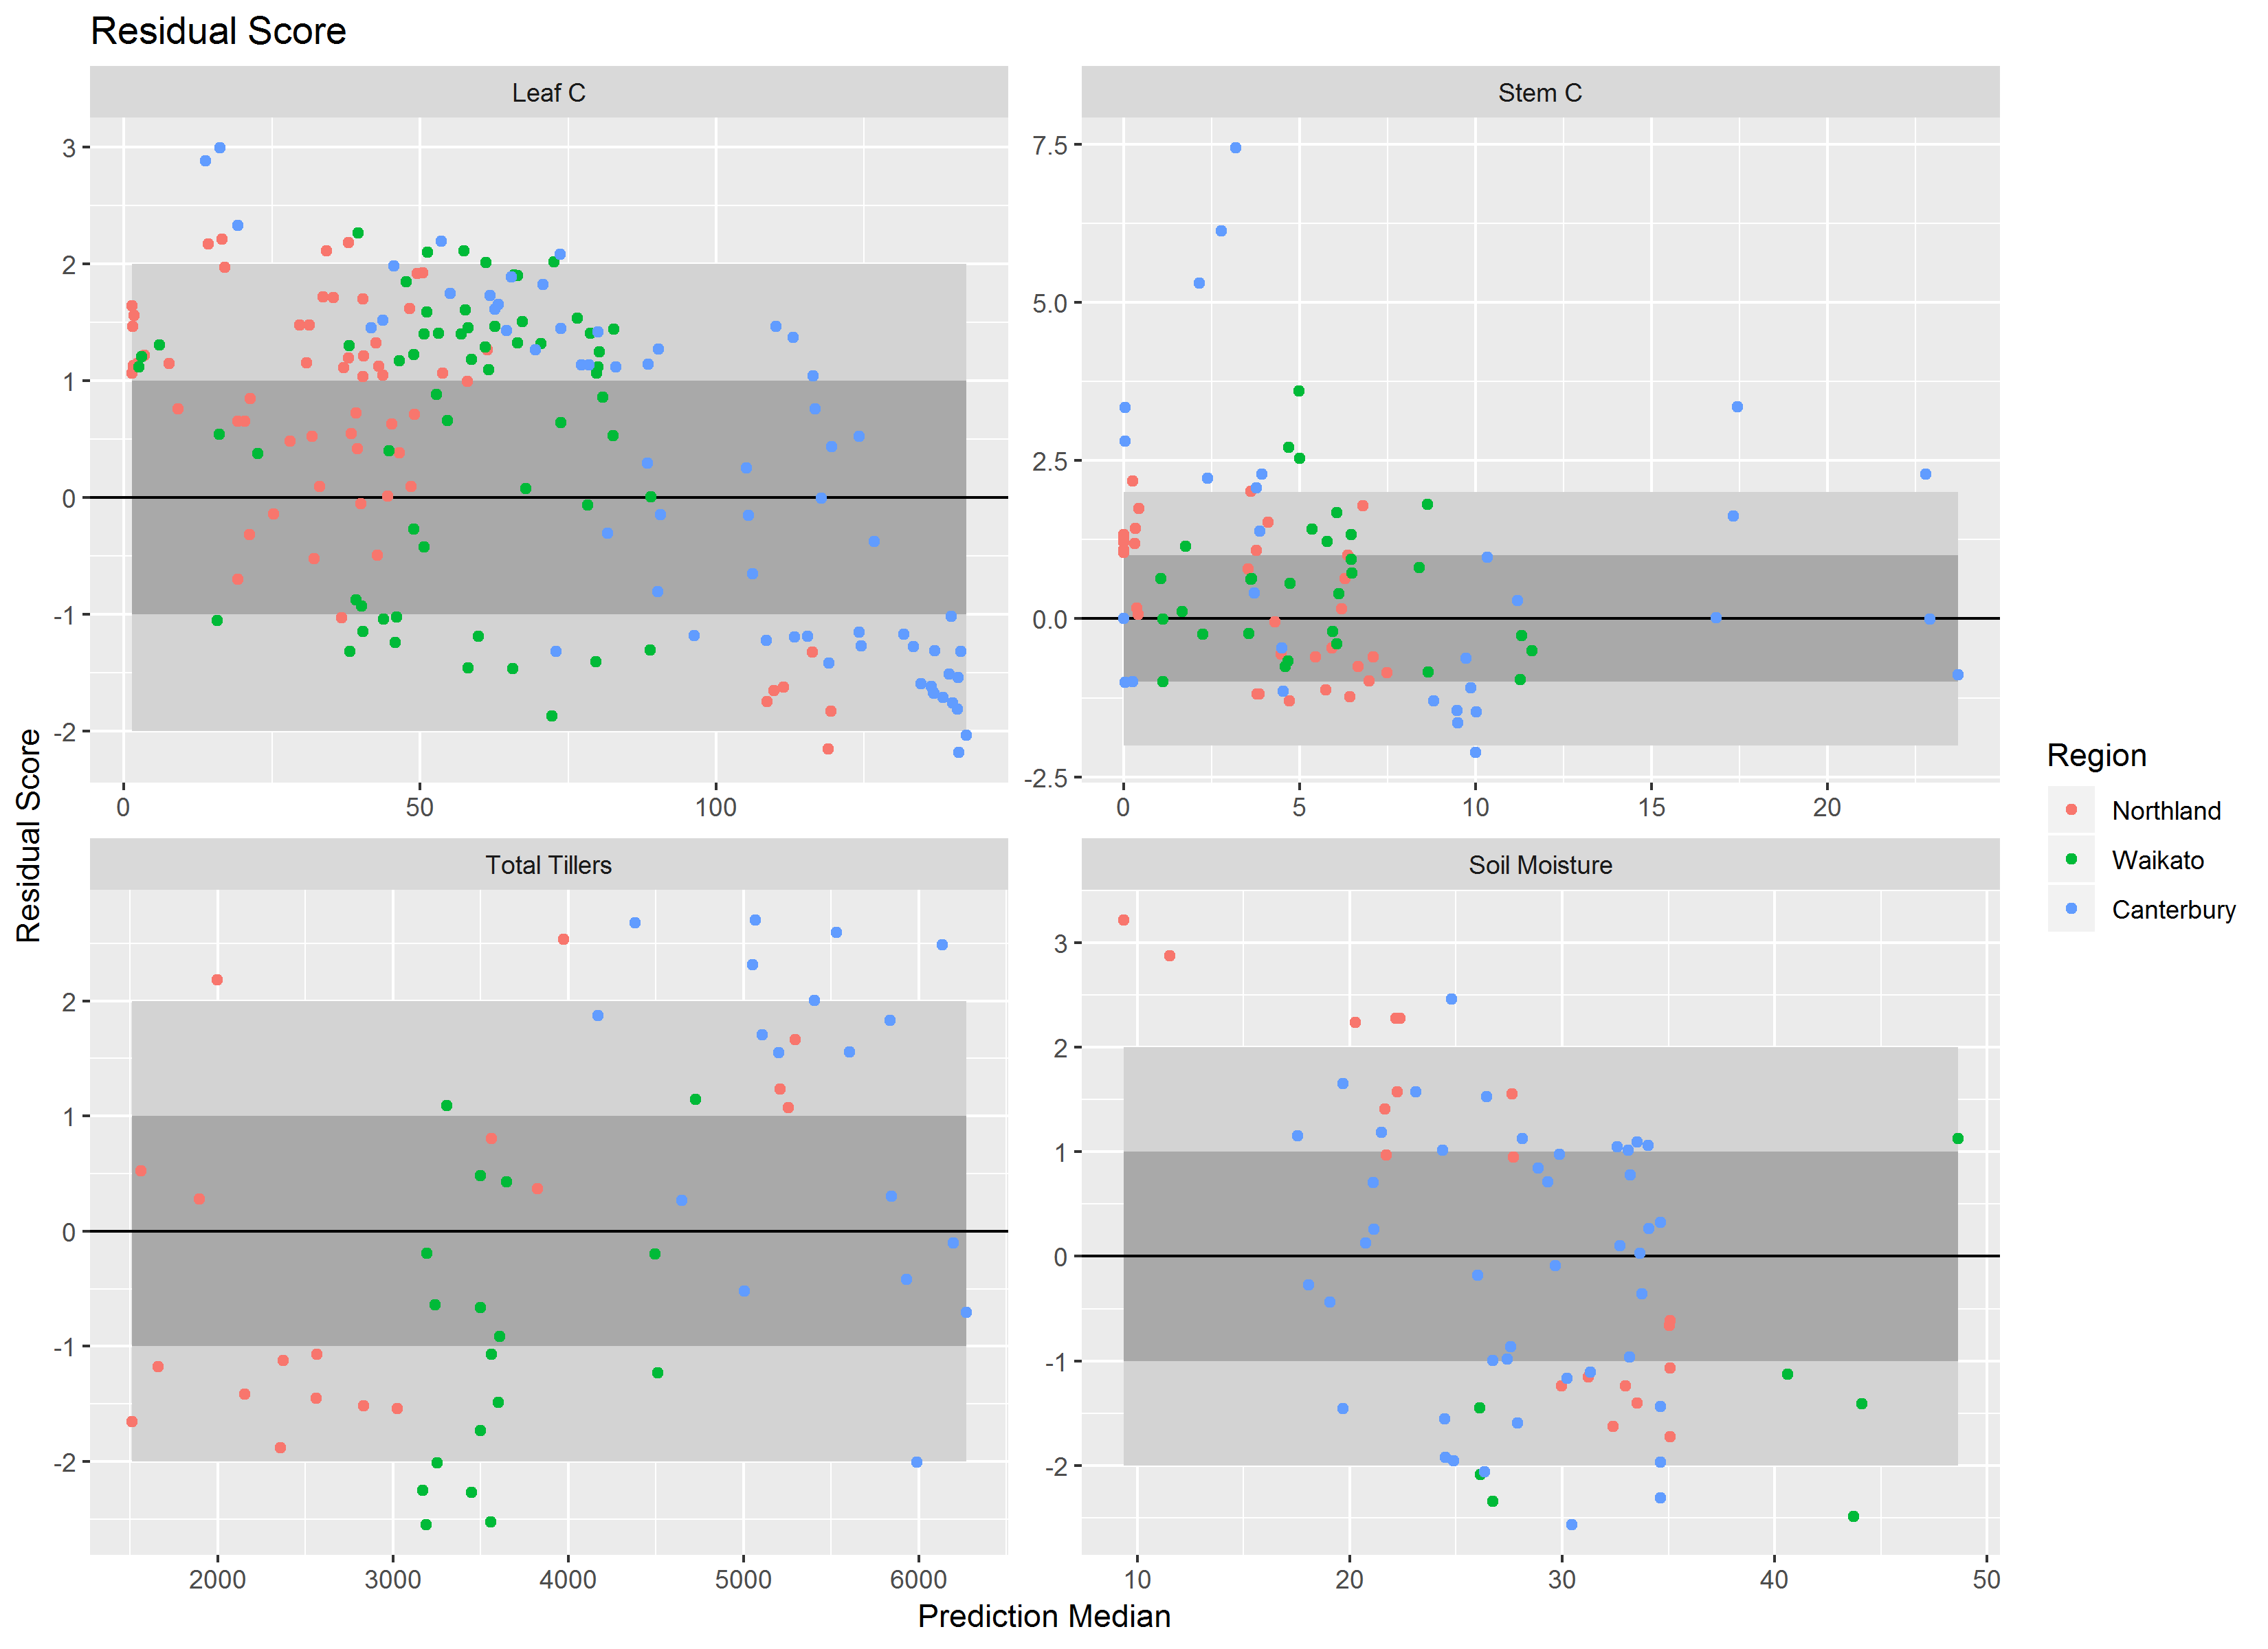 Residual Score
Leaf C
Stem C
3
2
1
0
-1
-2
0 50 100
7.5
5.0
2.5
0.0
-2.5
0 5 10 15 20
Total Tillers
Soil Moisture
2
1
0
-1
-2
2000 3000 4000 5000 6000
3
2
1
0
-1
-2
10 20 30 40 50
Residual Score
Prediction Median
Region
Northland
Waikato
Canterbury